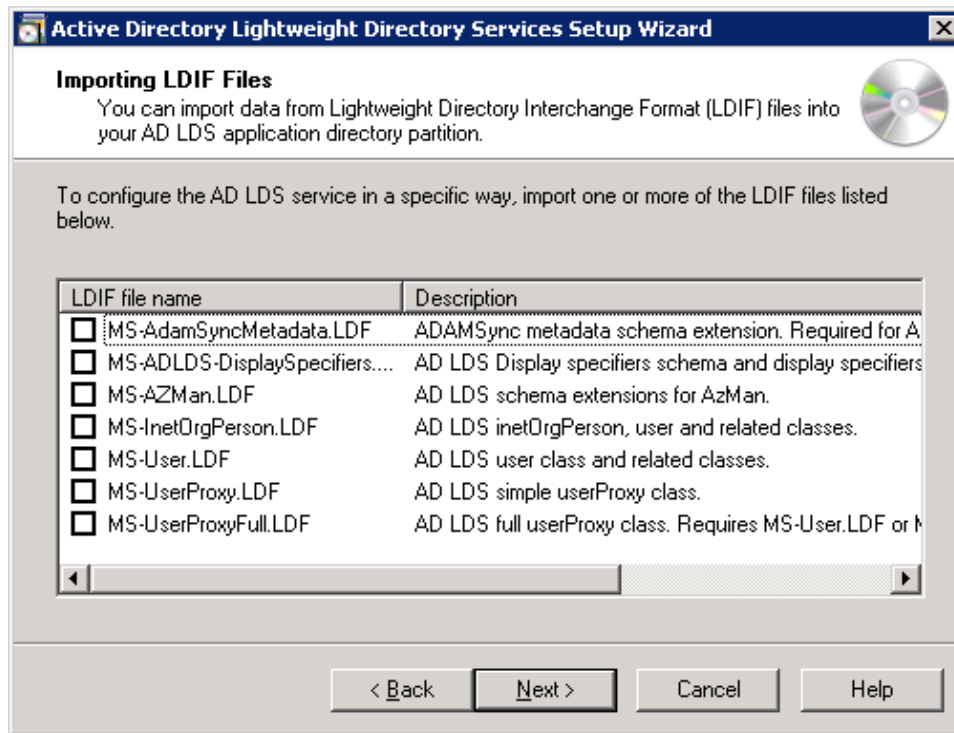 Active Directory Lightweight Directory Services Setup Wizard
Importing LDIF Files
You can import data from Lightweight Directory Interchange Format (LDIF) files into
your AD LDS application directory partition.
To configure the AD LDS service in a specific way, import one or more of the LDIF files listed
below.
LDIF file name Description
MS-AdamSyncMetadata.LDF ADAMSync metadata schema extension. Required for A
MS-ADLDS-DisplaySpecifiers.... AD LDS Display specifiers schema and display specifiers
MS-AZMan.LDF AD LDS schema extensions for AzMan.
MS-InetOrgPerson.LDF AD LDS inetOrgPerson, user and related classes.
MS-User.LDF AD LDS user class and related classes.
MS-UserProxy.LDF AD LDS simple userProxy class.
MS-UserProxyFull.LDF AD LDS full userProxy class. Requires MS-User.LDF or M
< Back Next > Cancel Help